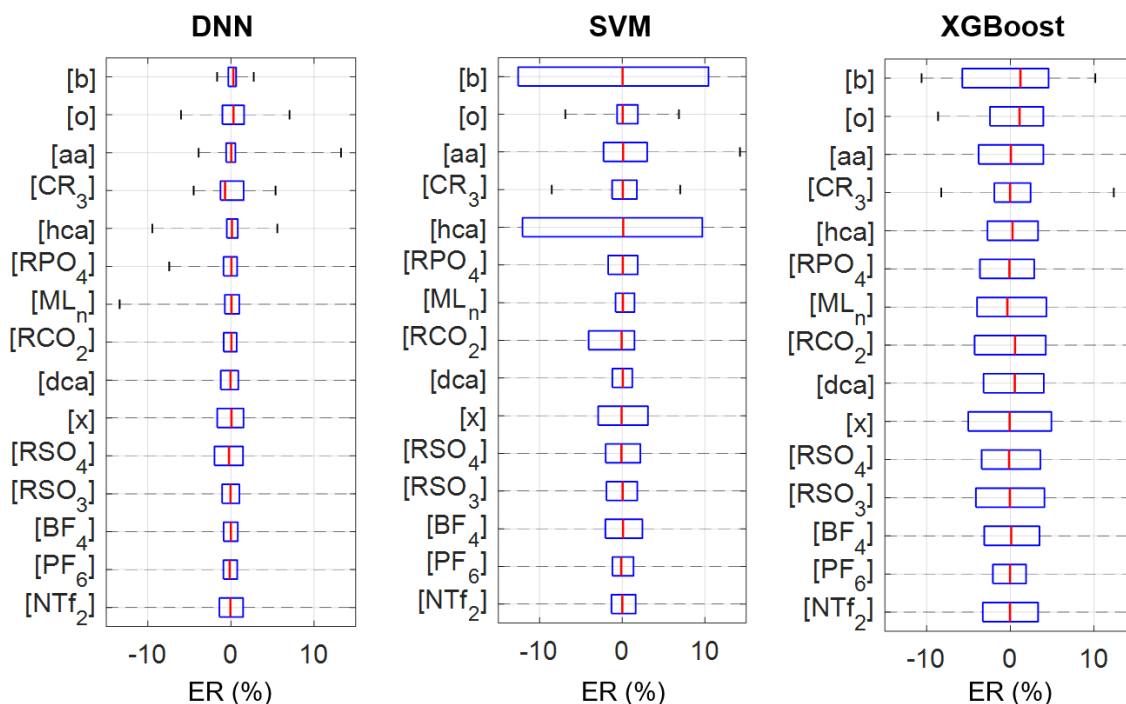 DNN
[b]
[o]
[aa]
[CR₃]
[hca]
[RPO₄]
[MLₙ]
[RCO₂]
[dca]
[x]
[RSO₄]
[RSO₃]
[BF₄]
[PF₆]
[NTf₂]
-10 0 10
ER (%)
SVM
[b]
[o]
[aa]
[CR₃]
[hca]
[RPO₄]
[MLₙ]
[RCO₂]
[dca]
[x]
[RSO₄]
[RSO₃]
[BF₄]
[PF₆]
[NTf₂]
-10 0 10
ER (%)
XGBoost
[b]
[o]
[aa]
[CR₃]
[hca]
[RPO₄]
[MLₙ]
[RCO₂]
[dca]
[x]
[RSO₄]
[RSO₃]
[BF₄]
[PF₆]
[NTf₂]
-10 0 10
ER (%)